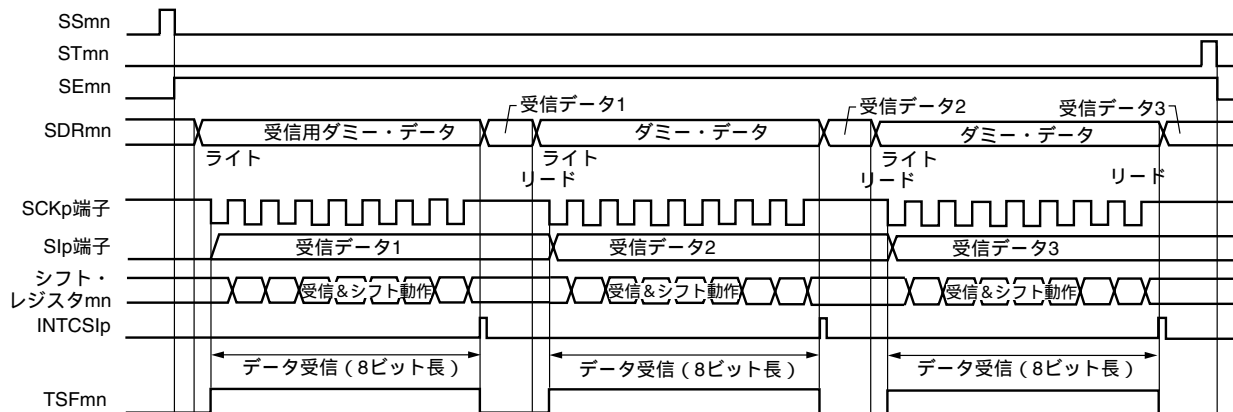 SSmn
STmn
SEmn
受信データ1
受信データ2
受信データ3
SDRmn
受信用ダミー・データ
ダミー・データ
ダミー・データ
ライト
ライト
ライト
リード
リード
リード
SCKp端子
SIp端子
受信データ1
受信データ2
受信データ3
シフト・
レジスタmn
受信&シフト動作
受信&シフト動作
受信&シフト動作
INTCSIp
データ受信(8ビット長)
データ受信(8ビット長)
データ受信(8ビット長)
TSFmn